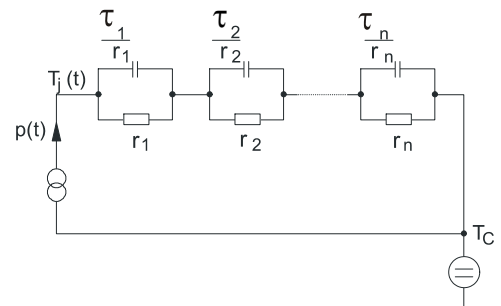 τ1 τ2 τn
r1 r2 rn
Tj (t)
p(t)
r1 r2 rn
TC